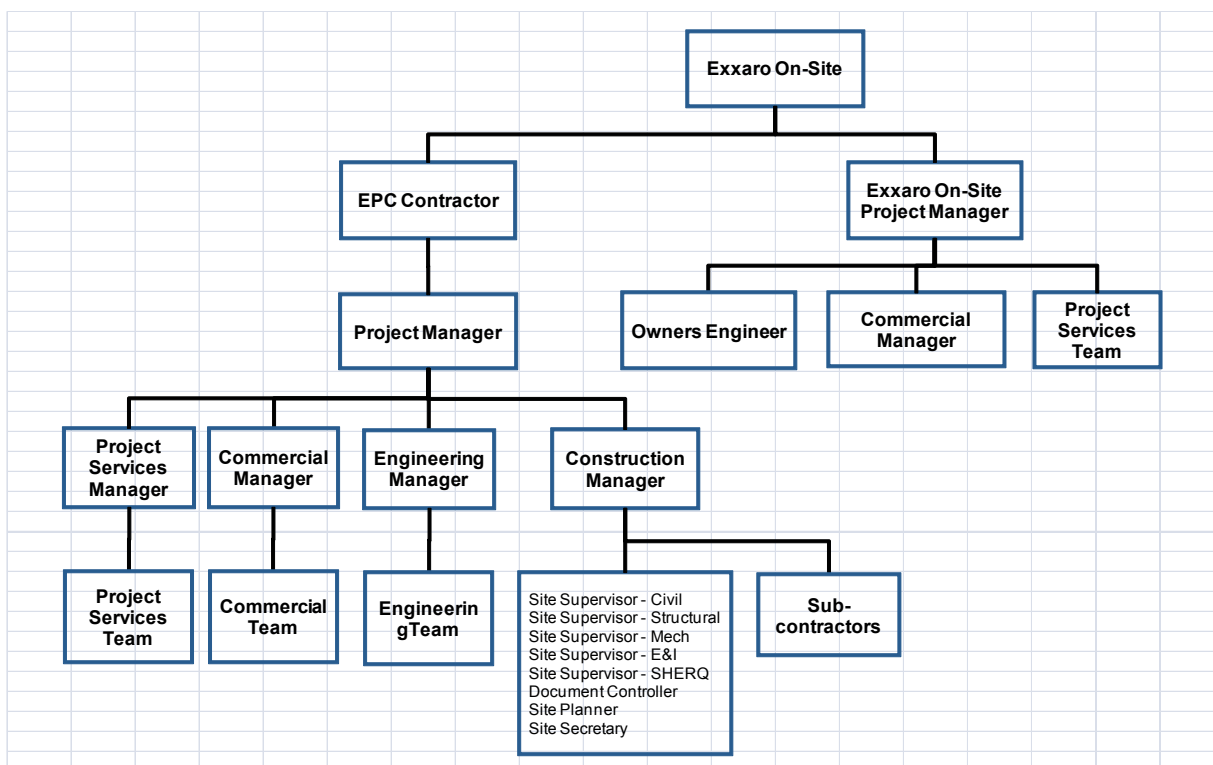 Exxaro On-Site
EPC Contractor
Exxaro On-Site
Project Manager
Project Manager
Owners Engineer
Commercial
Manager
Project
Services
Team
Project
Services
Manager
Commercial
Manager
Engineering
Manager
Construction
Manager
Project
Services
Team
Commercial
Team
Engineerin
gTeam
Site Supervisor - Civil
Site Supervisor - Structural
Site Supervisor - Mech
Site Supervisor - E&I
Site Supervisor - SHERQ
Document Controller
Site Planner
Site Secretary
Sub-
contractors